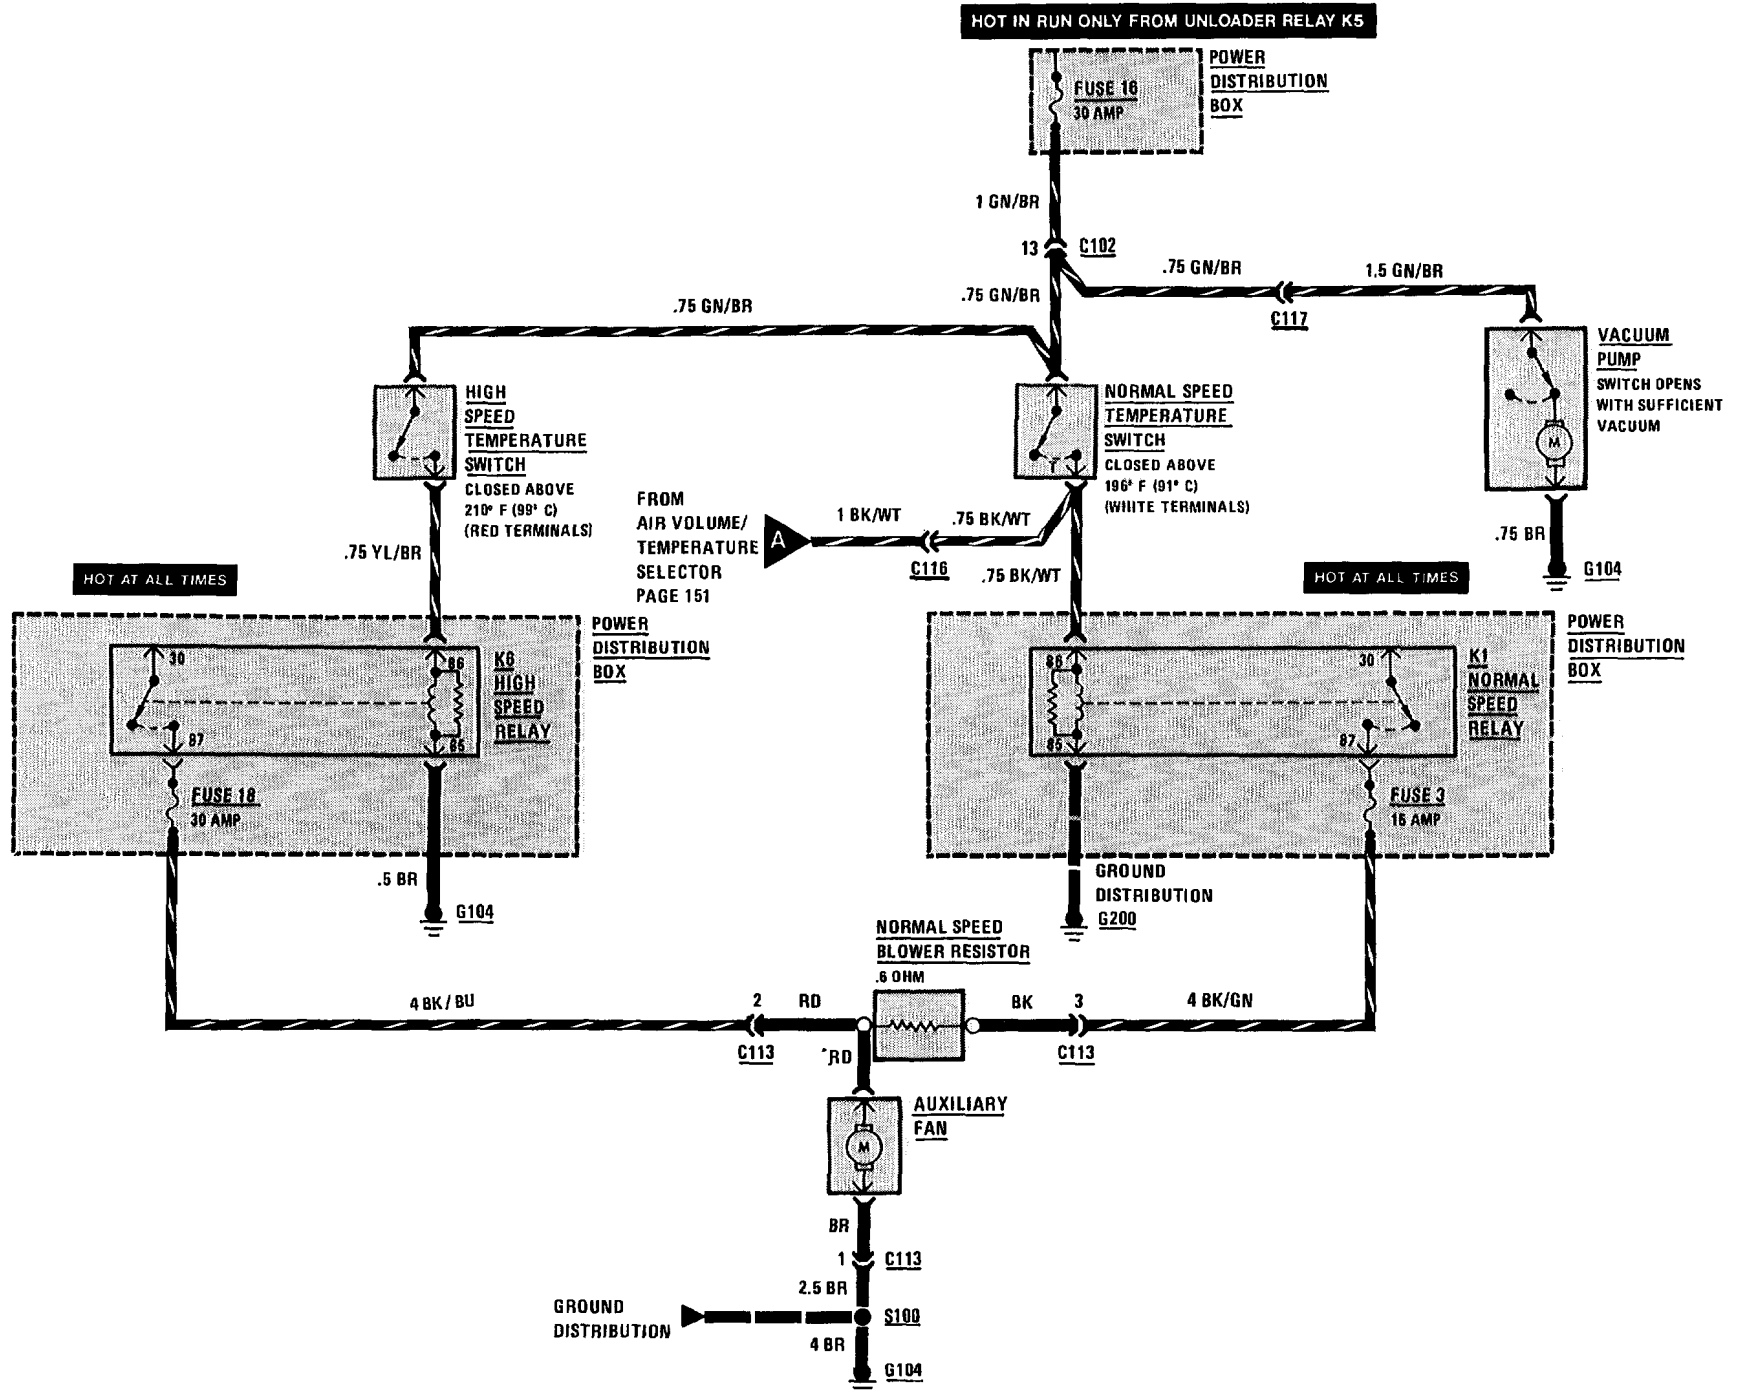 HOT IN RUN ONLY FROM UNLOADER RELAY K5
POWER
DISTRIBUTION
BOX
FUSE 16
30 AMP
1 GN/BR
13
C102
.75 GN/BR
.75 GN/BR
1.5 GN/BR
C117
.75 GN/BR
HIGH
SPEED
TEMPERATURE
SWITCH
CLOSED ABOVE
210° F (99° C)
(RED TERMINALS)
NORMAL SPEED
TEMPERATURE
SWITCH
CLOSED ABOVE
196° F (91° C)
(WHITE TERMINALS)
VACUUM
PUMP
SWITCH OPENS
WITH SUFFICIENT
VACUUM
M
.75 BR
G104
FROM
AIR VOLUME/
TEMPERATURE
SELECTOR
PAGE 151
A
1 BK/WT
.75 BK/WT
C116
.75 BK/WT
.75 YL/BR
HOT AT ALL TIMES
HOT AT ALL TIMES
POWER
DISTRIBUTION
BOX
30
86
K6
HIGH
SPEED
RELAY
87
85
FUSE 18
30 AMP
.5 BR
G104
POWER
DISTRIBUTION
BOX
86
30
K1
NORMAL
SPEED
RELAY
85
87
FUSE 3
15 AMP
GROUND
DISTRIBUTION
G200
NORMAL SPEED
BLOWER RESISTOR
.6 OHM
4 BK/BU
2
RD
C113
BK
3
4 BK/GN
C113
RD
AUXILIARY
FAN
M
BR
1
C113
2.5 BR
GROUND
DISTRIBUTION
S100
4 BR
G104